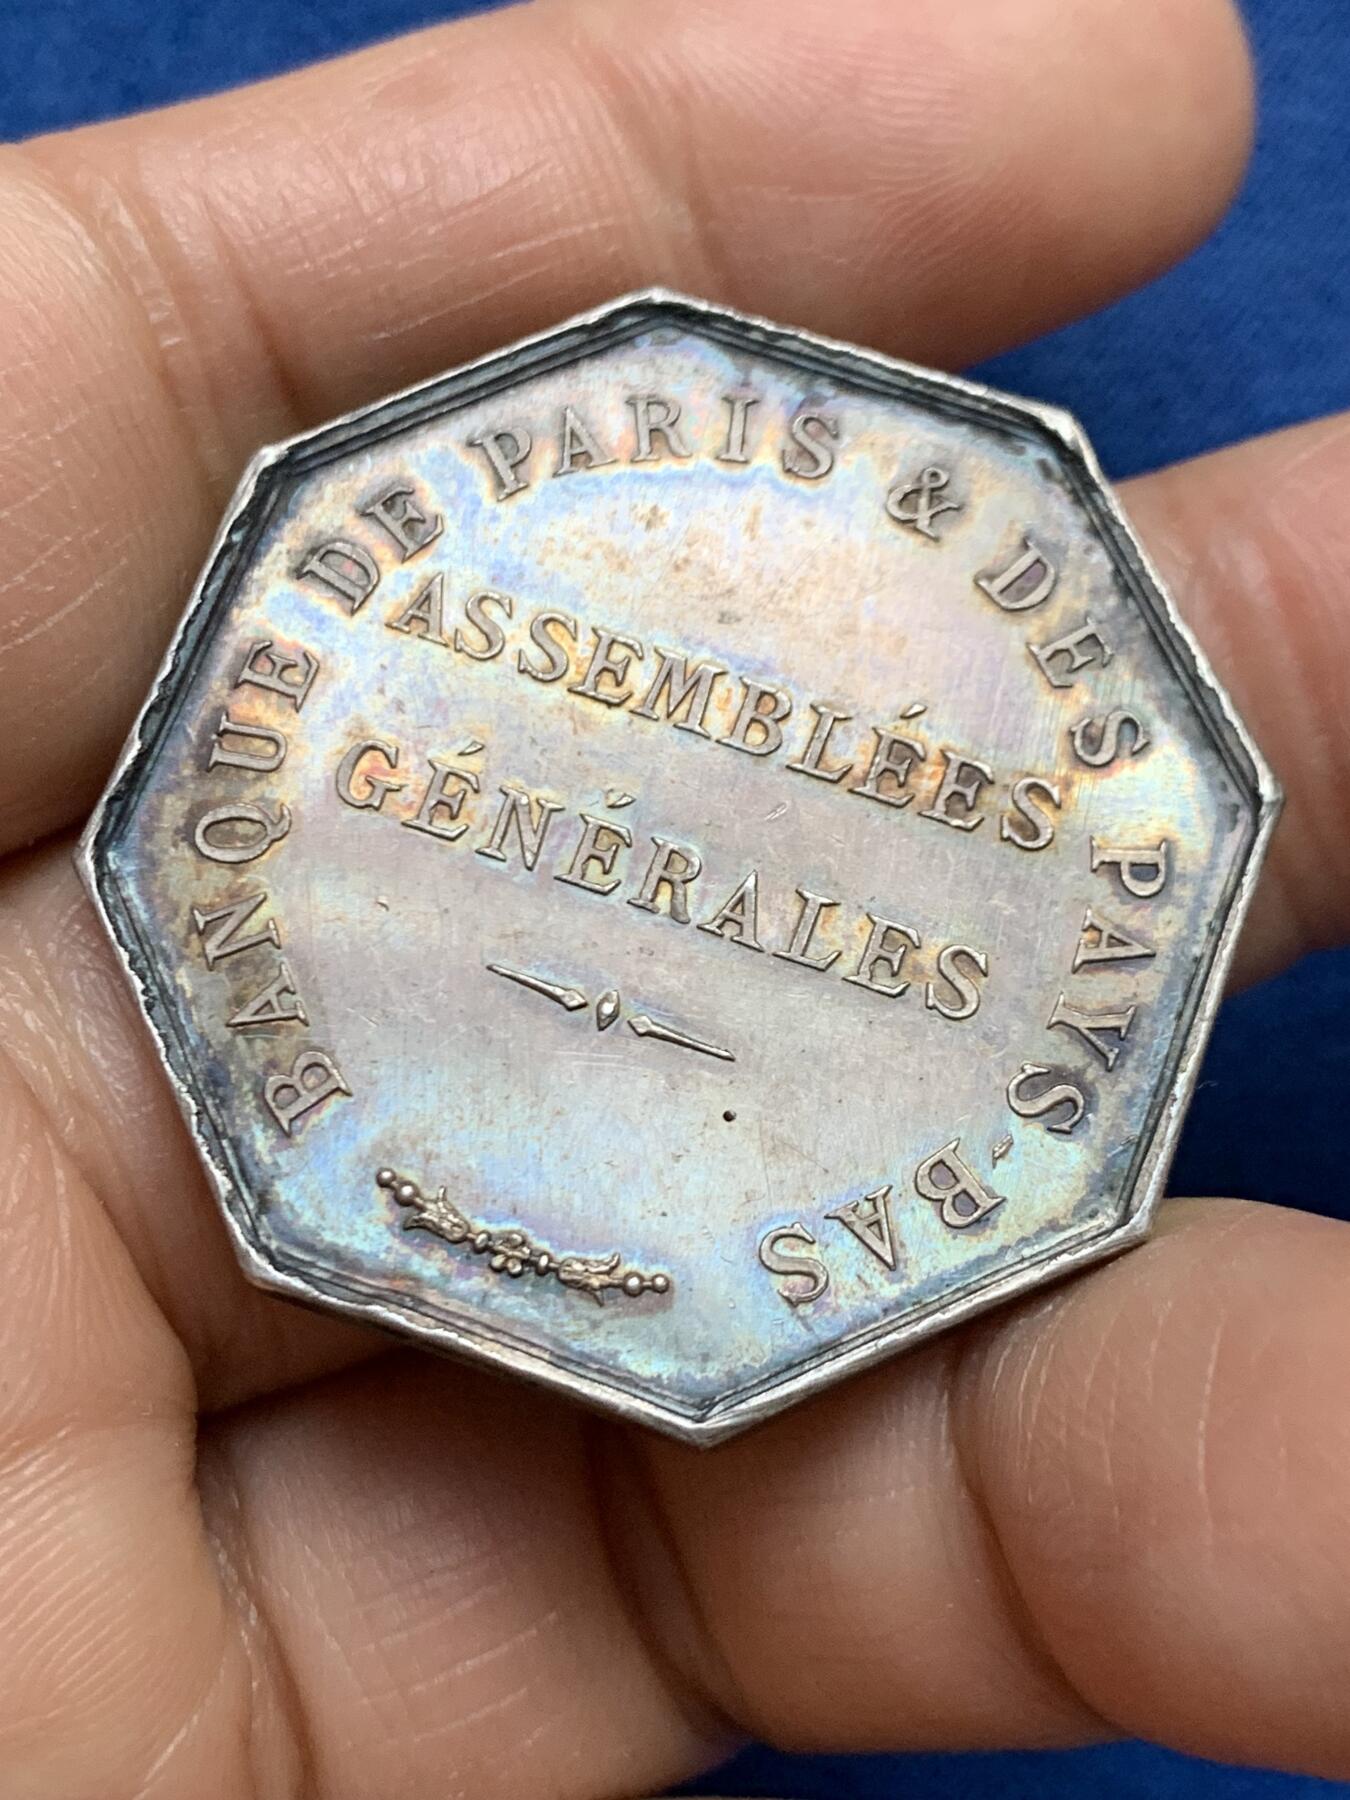 BANQUE DE PARIS & DES PAYS-BAS
ASSEMBLÉES
GÉNÉRALES